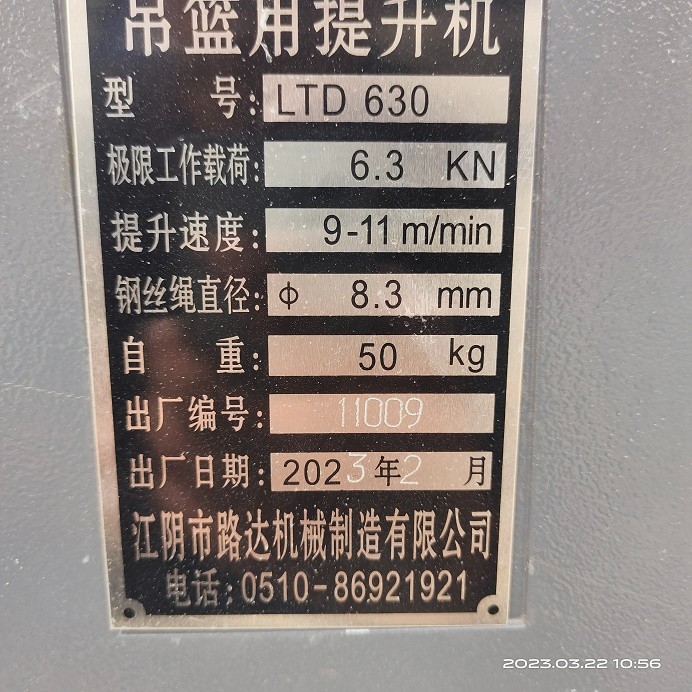 吊篮用提升机
型 号: LTD 630
极限工作载荷: 6.3 KN
提升速度: 9-11 m/min
钢丝绳直径: ф 8.3 mm
自 重: 50 kg
出厂编号: 11009
出厂日期: 2023年2月
江阴市路达机械制造有限公司
电话: 0510-86921921
2023.03.22 10:56